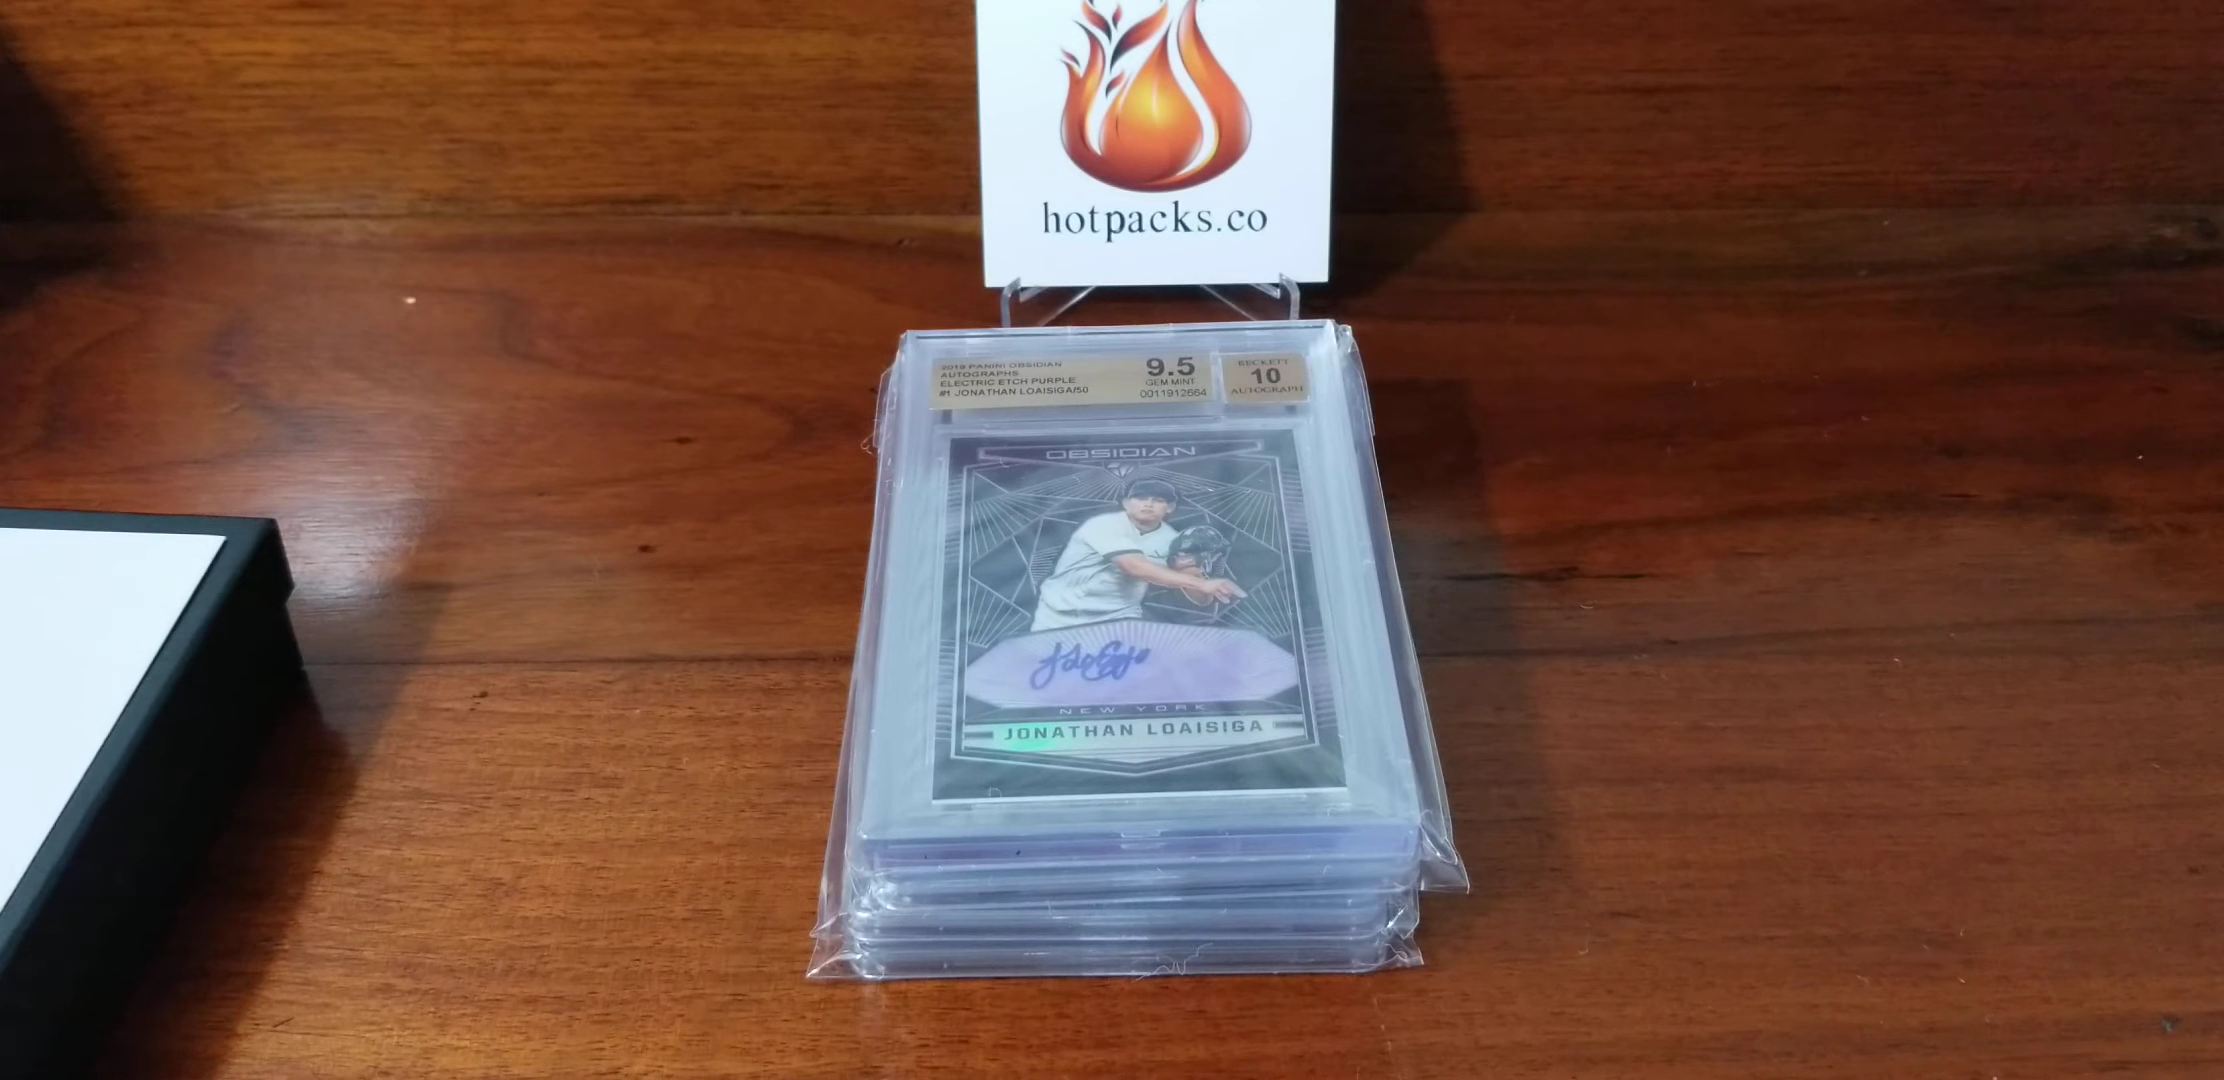 hotpacks.co
2019 PANINI OBSIDIAN
AUTOGRAPHS
ELECTRIC ETCH PURPLE
#1 JONATHAN LOAISIGA/50
9.5
GEM MINT
0011912664
BECKETT
10
AUTOGRAPH
OBSIDIAN
NEW YORK
JONATHAN LOAISIGA